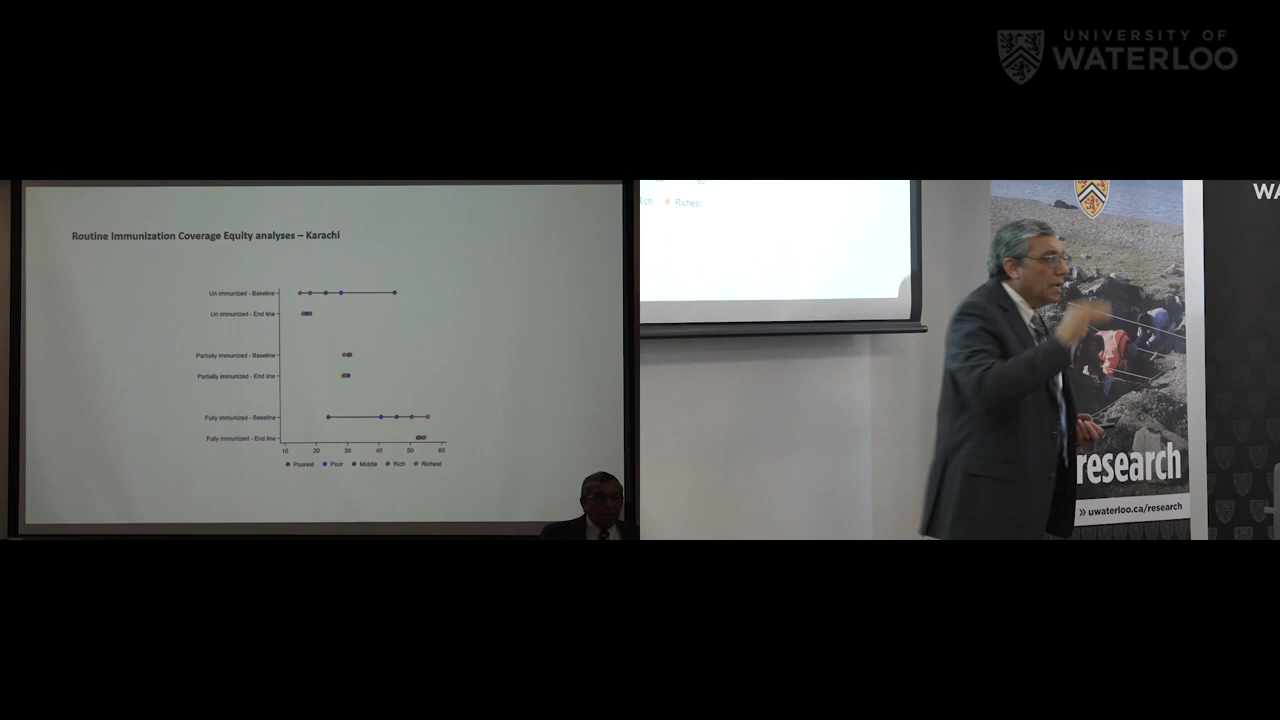 UNIVERSITY OF
WATERLOO
Routine Immunization Coverage Equity analyses – Karachi
Un immunized - Baseline
Un immunized - End line
Partially immunized - Baseline
Partially immunized - End line
Fully immunized - Baseline
Fully immunized - End line
10 20 30 40 50 60
Poorest Poor Middle Rich Richest
Rich Richest
WA
research
» uwaterloo.ca/research